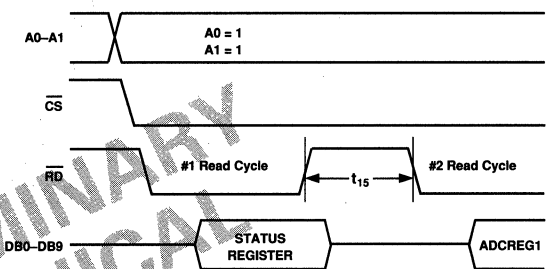 A0–A1
A0 = 1
A1 = 1
CS
RD
#1 Read Cycle
t15
#2 Read Cycle
DB0–DB9
STATUS
REGISTER
ADCREG1